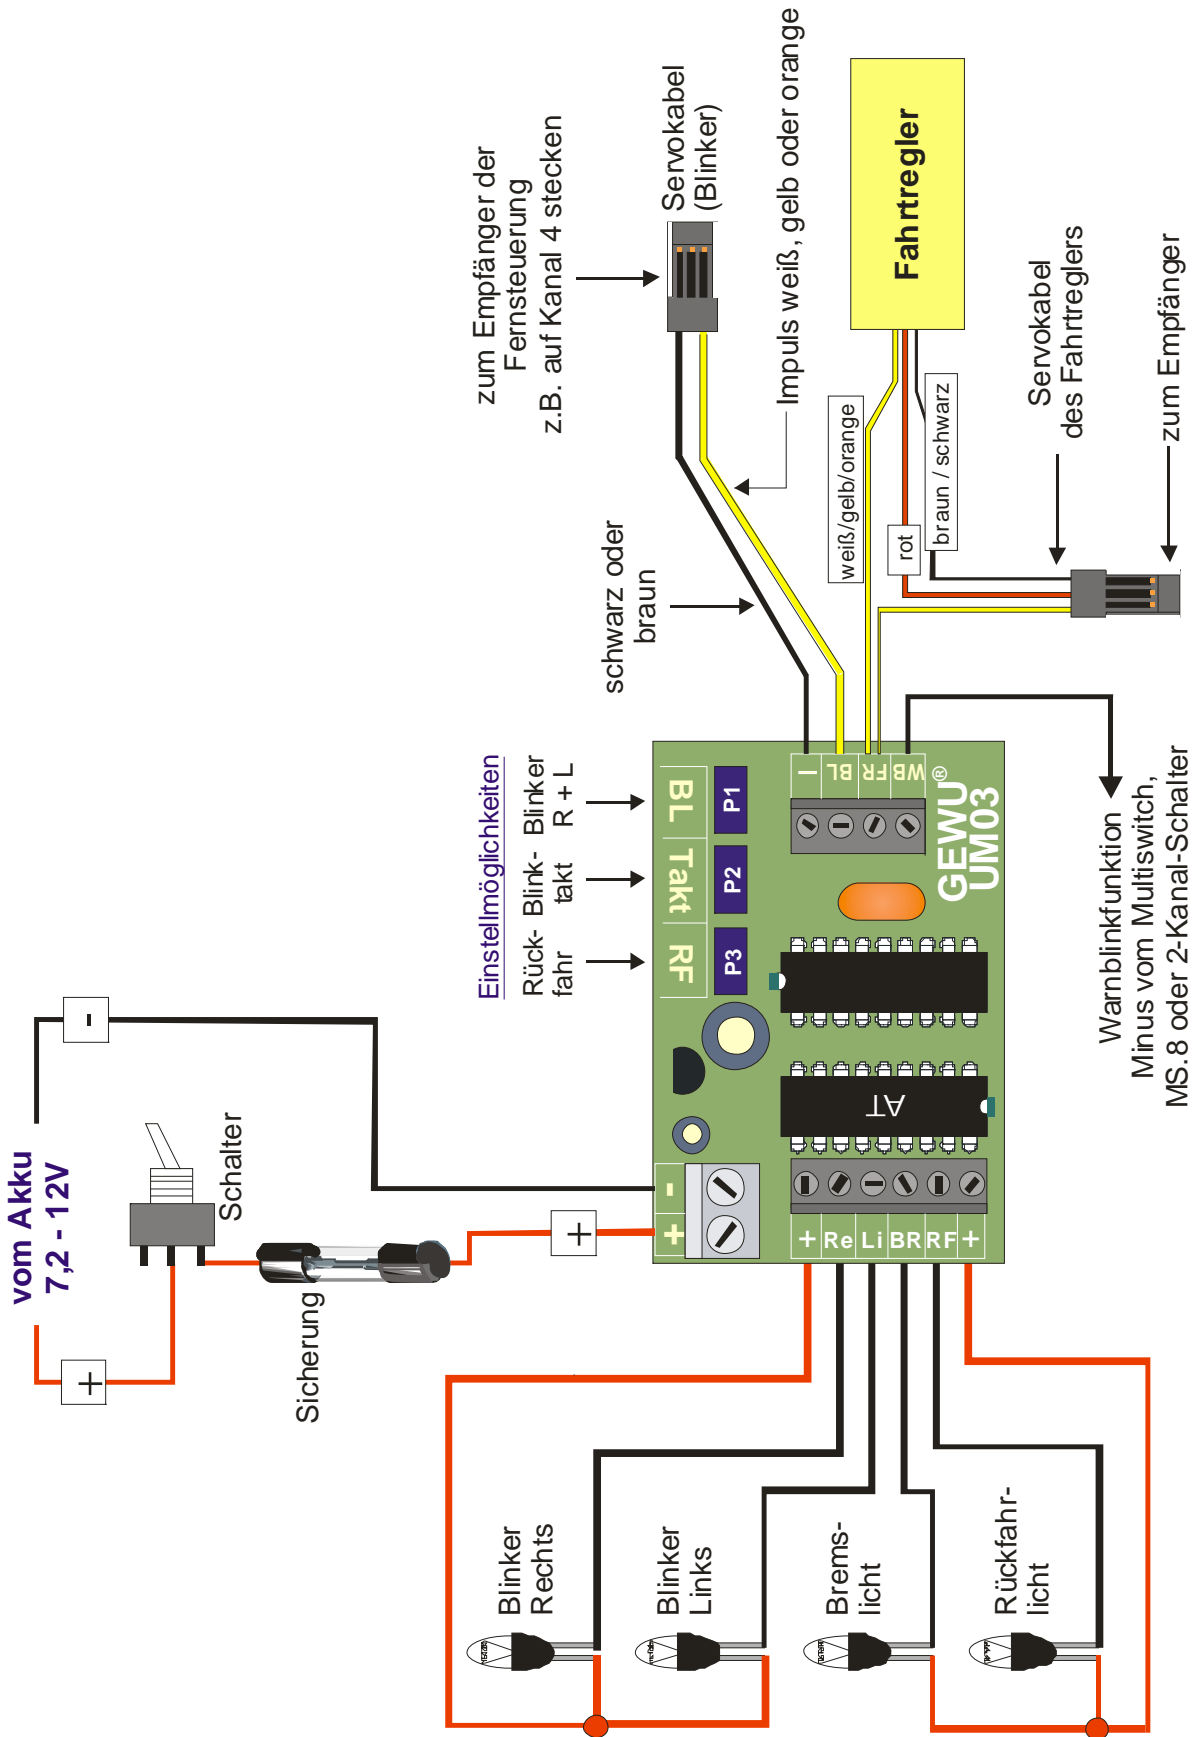 vom Akku
7,2 - 12V
-
+
Schalter
Sicherung
+
Einstellmöglichkeiten
Rück-
fahr
Blink-
takt
Blinker
R + L
zum Empfänger der
Fernsteuerung
z.B. auf Kanal 4 stecken
Servokabel
(Blinker)
Impuls weiß, gelb oder orange
schwarz oder
braun
Fahrtregler
weiß/gelb/orange
rot
braun / schwarz
Servokabel
des Fahrtreglers
zum Empfänger
Warnblinkfunktion
Minus vom Multiswitch,
MS.8 oder 2-Kanal-Schalter
RF
Takt
BL
P3
P2
P1
+
-
AT
GEWU®
UM03
-
BL
FR
WB
+
Re
Li
BR
RF
+
Blinker
Rechts
Blinker
Links
Brems-
licht
Rückfahr-
licht